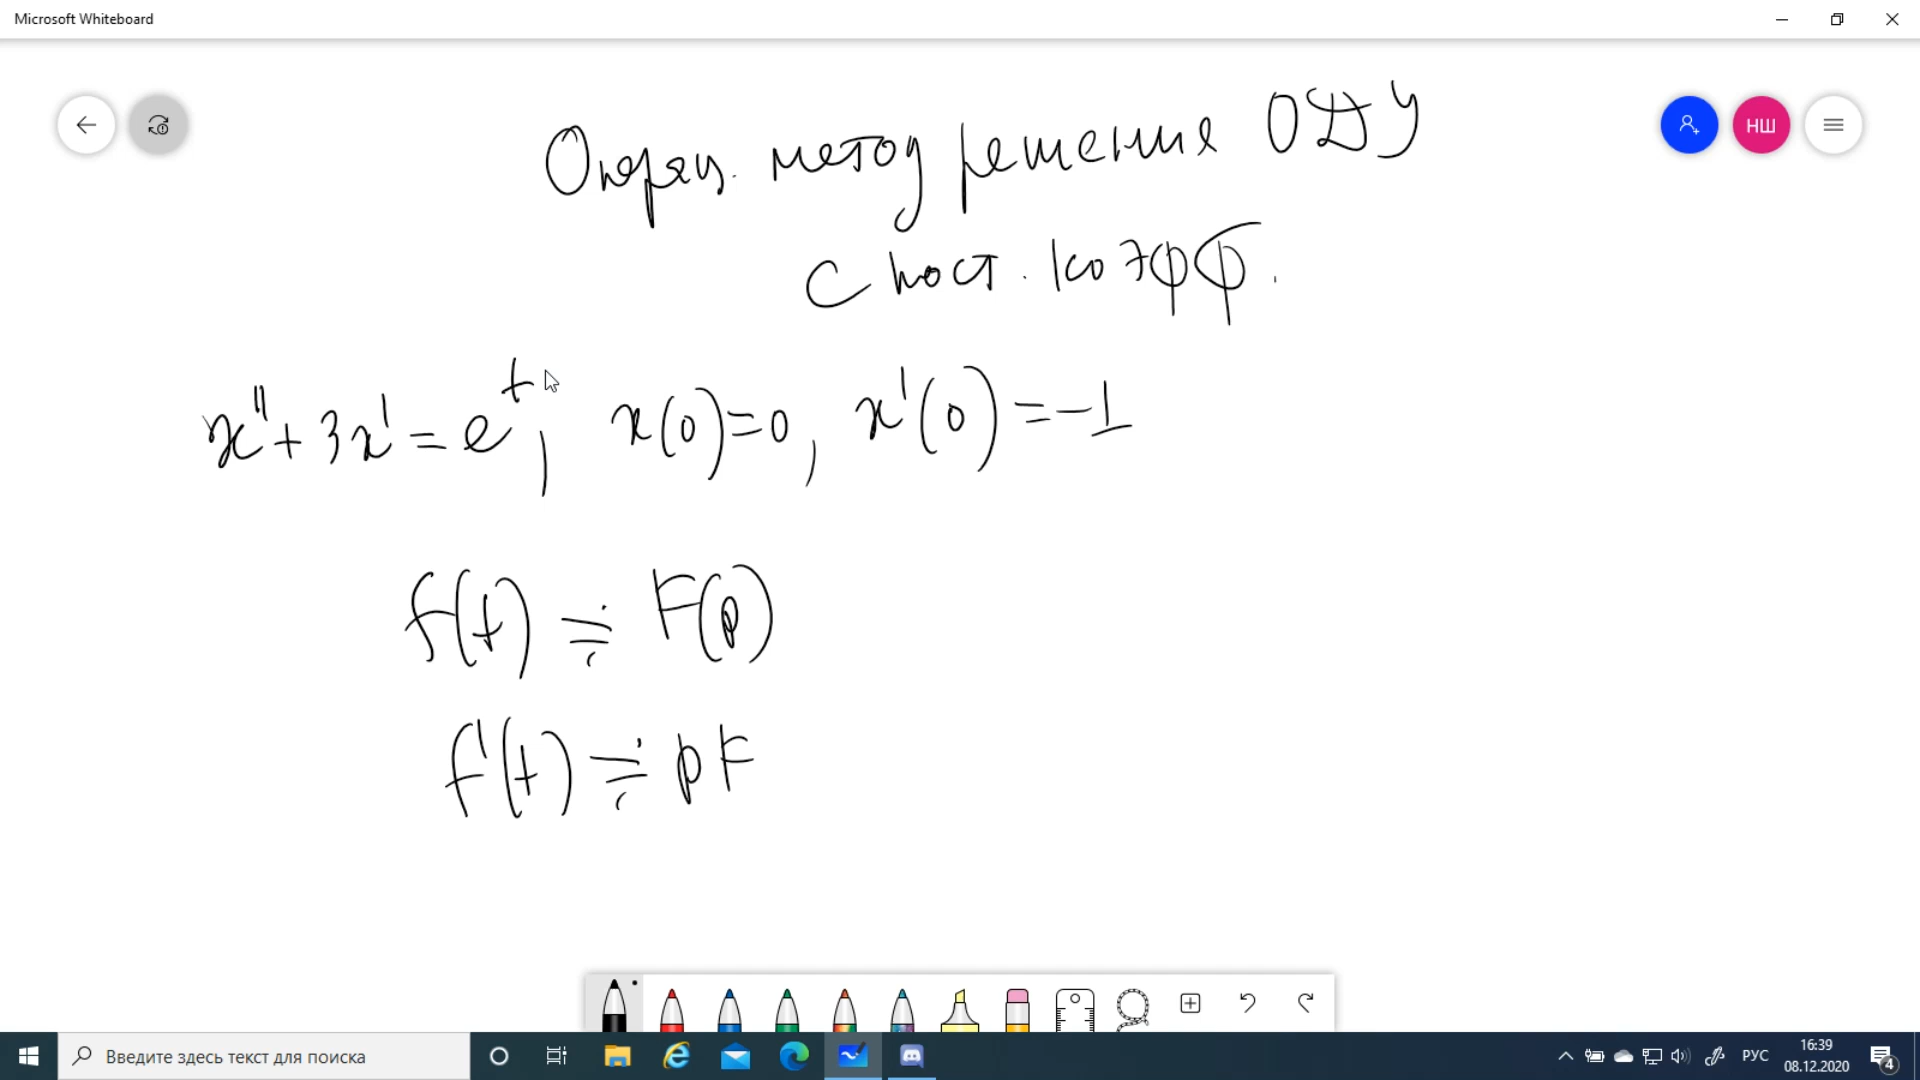 Microsoft Whiteboard
НШ
Операц. метод решения ОДУ
с пост. коэфф.
x'' + 3x' = e^t, x(0)=0, x'(0)=-1
f(t) ≑ F(p)
f'(t) ≑ pF
Введите здесь текст для поиска
РУС
16:39
08.12.2020
4